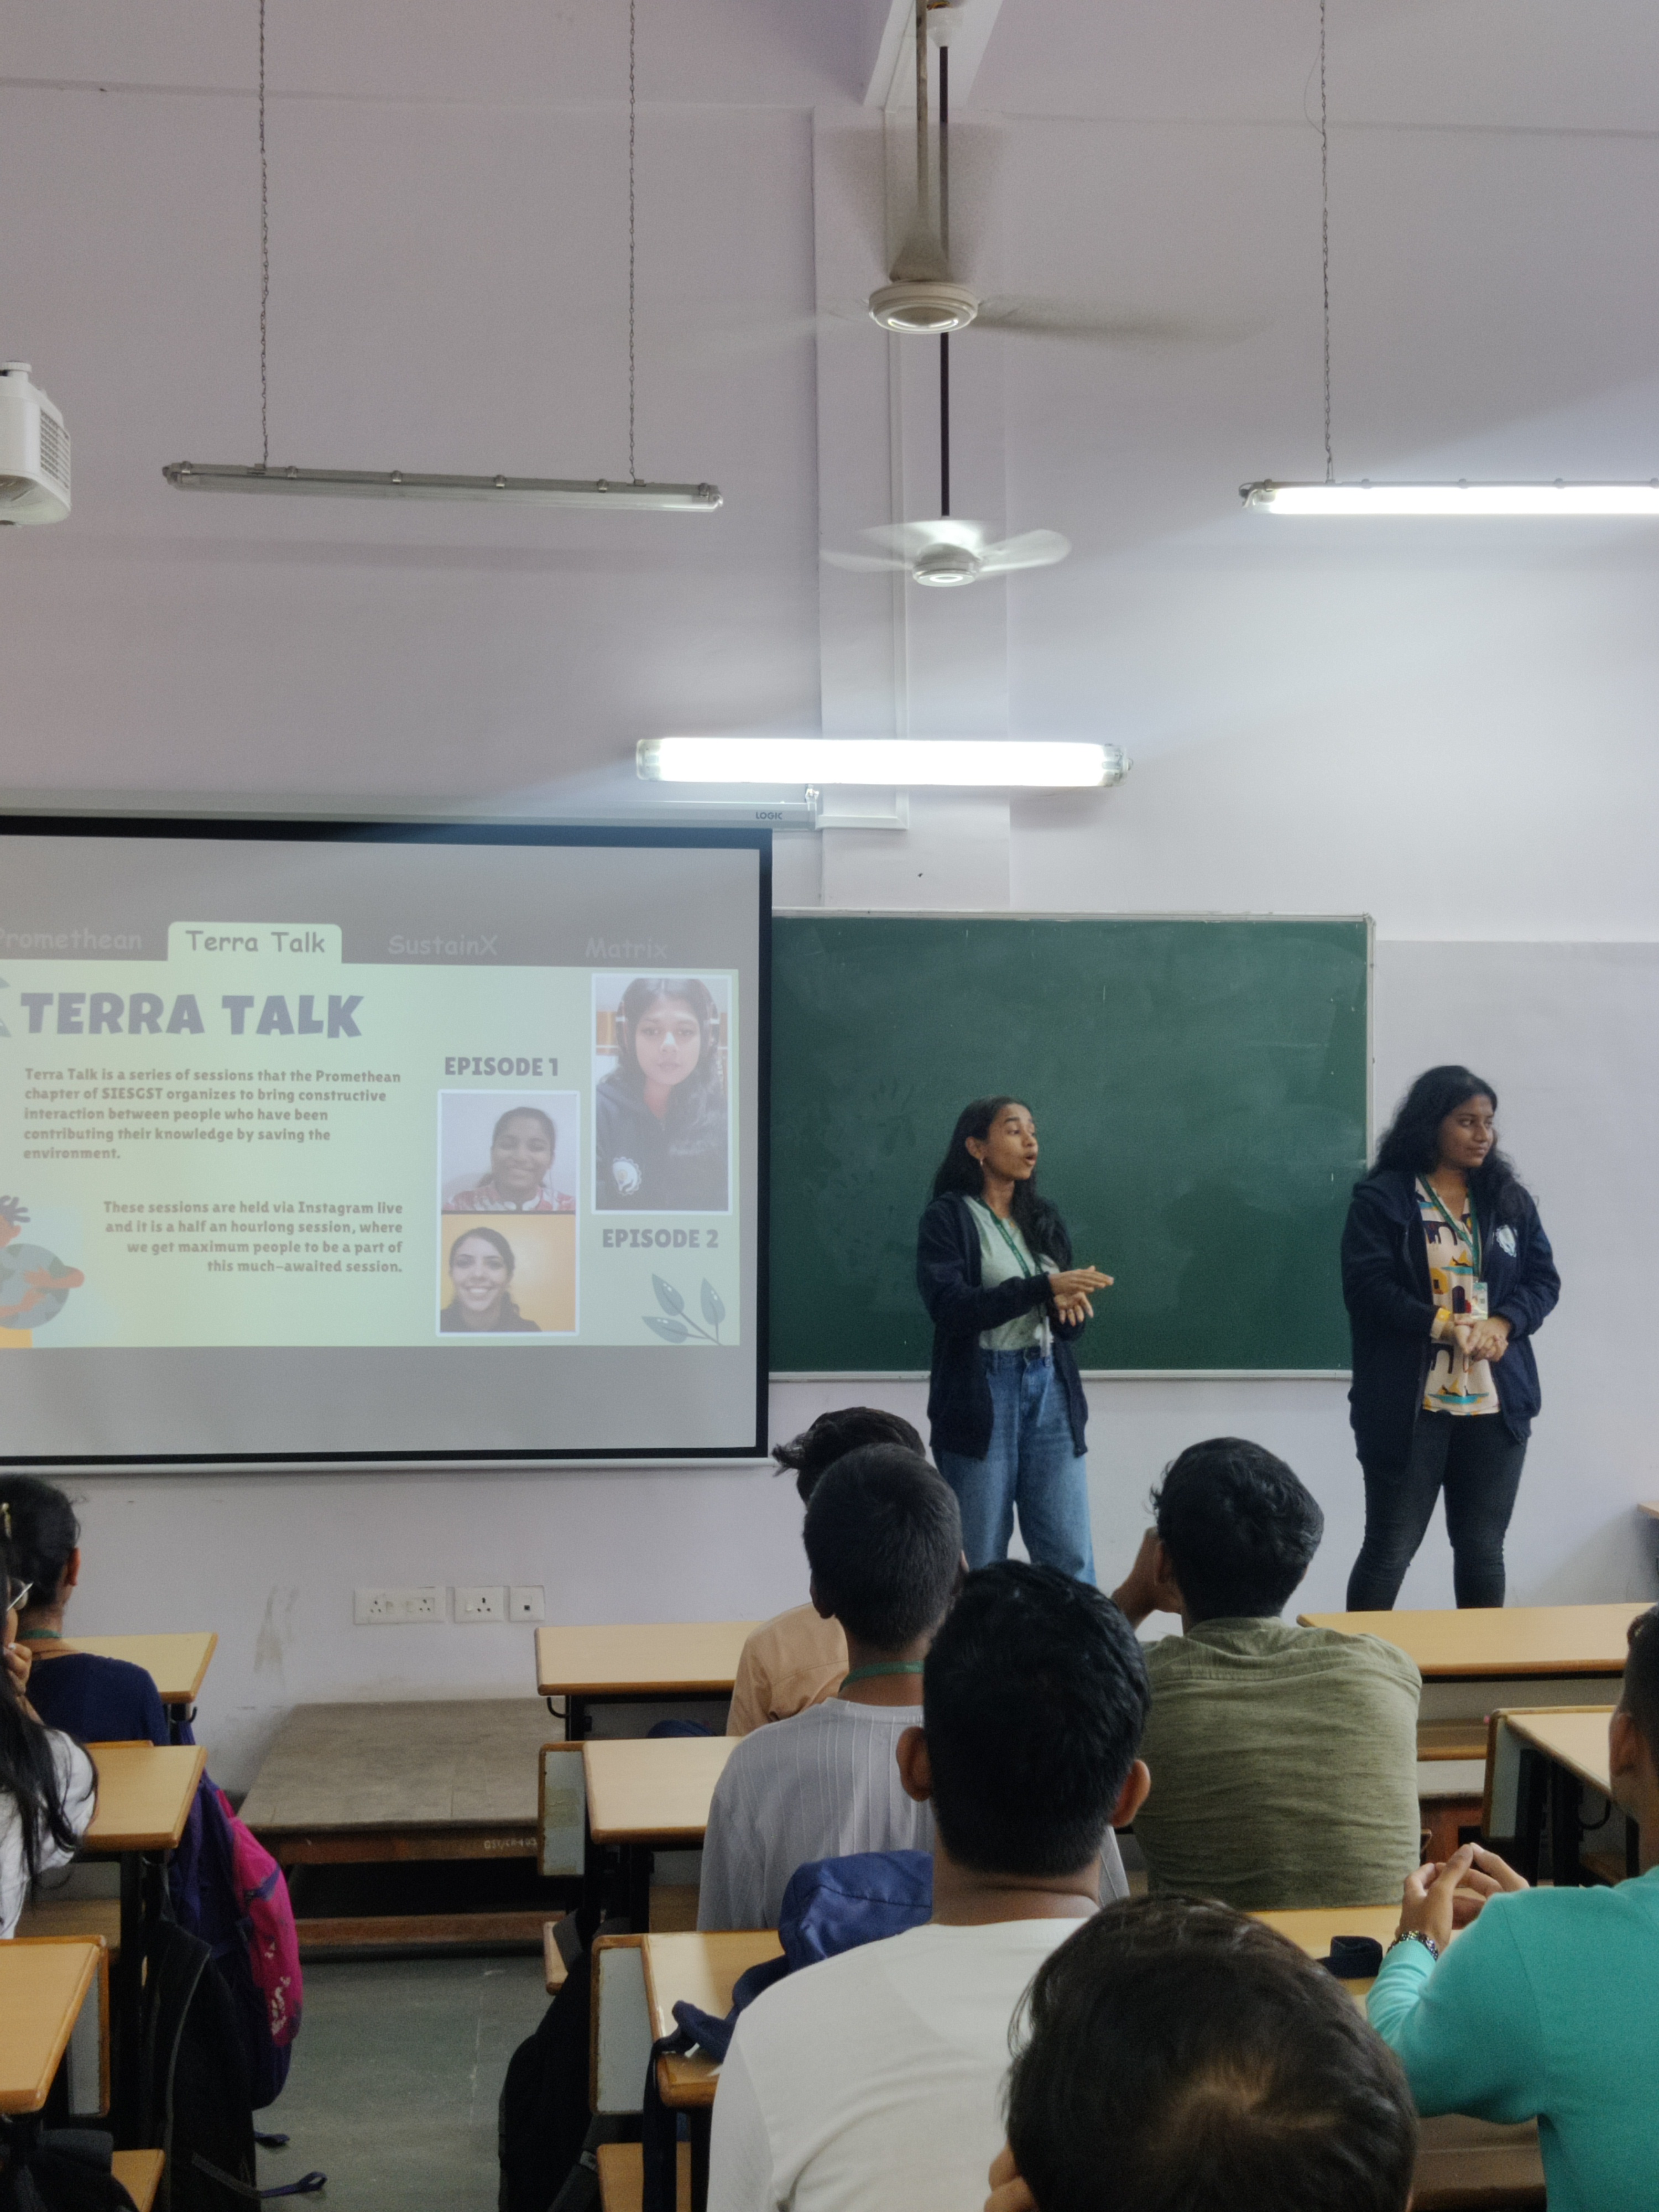 LOGIC
Promethean
Terra Talk
SustainX
Matrix
TERRA TALK
Terra Talk is a series of sessions that the Promethean
chapter of SIESGST organizes to bring constructive
interaction between people who have been
contributing their knowledge by saving the
environment.
These sessions are held via Instagram live
and it is a half an hourlong session, where
we get maximum people to be a part of
this much-awaited session.
EPISODE 1
EPISODE 2